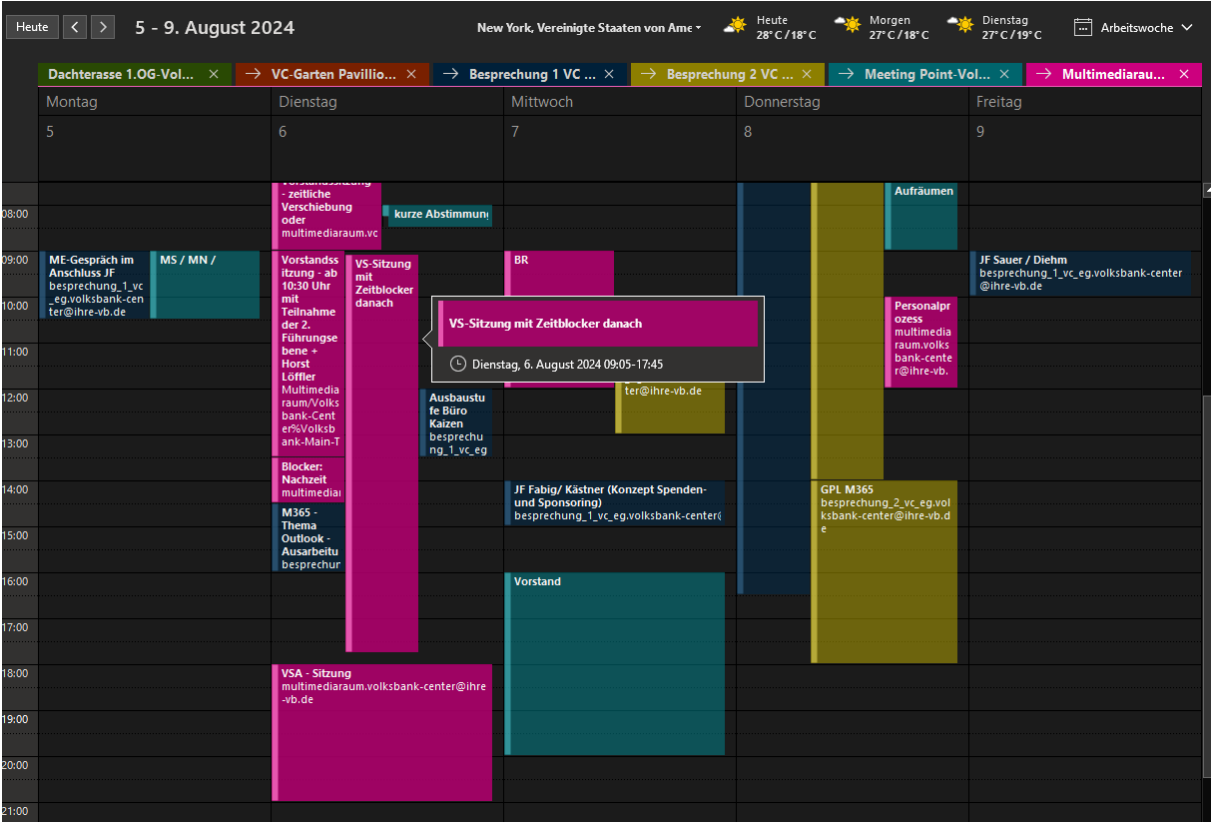 Heute
5 - 9. August 2024
New York, Vereinigte Staaten von Ame
Heute
28° C / 18° C
Morgen
27° C / 18° C
Dienstag
27° C / 19° C
Arbeitswoche
Dachterasse 1.OG-Vol... ×
→ VC-Garten Pavillio... ×
→ Besprechung 1 VC ... ×
→ Besprechung 2 VC ... ×
→ Meeting Point-Vol... ×
→ Multimediarau... ×
Montag
Dienstag
Mittwoch
Donnerstag
Freitag
5
6
7
8
9
08:00
09:00
10:00
11:00
12:00
13:00
14:00
15:00
16:00
17:00
18:00
19:00
20:00
21:00
ME-Gespräch im
Anschluss JF
besprechung_1_vc
_eg.volksbank-cen
ter@ihre-vb.de
MS / MN /
Vorstandssitzung
- zeitliche
Verschiebung
oder
multimediaraum.vc
kurze Abstimmung
Vorstandss
itzung - ab
10:30 Uhr
mit
Teilnahme
der 2.
Führungse
bene +
Horst
Löffler
Multimedia
raum/Volks
bank-Cent
er%Volksb
ank-Main-T
VS-Sitzung
mit
Zeitblocker
danach
VS-Sitzung mit Zeitblocker danach
Dienstag, 6. August 2024 09:05-17:45
Ausbaustu
fe Büro
Kaizen
besprechu
ng_1_vc_eg
Blocker:
Nachzeit
multimedia
M365 -
Thema
Outlook -
Ausarbeitu
besprechur
VSA - Sitzung
multimediaraum.volksbank-center@ihre
-vb.de
BR
ter@ihre-vb.de
JF Fabig/ Kästner (Konzept Spenden-
und Sponsoring)
besprechung_1_vc_eg.volksbank-center@
Vorstand
Aufräumen
Personalpr
ozess
multimedia
raum.volks
bank-cente
r@ihre-vb.
GPL M365
besprechung_2_vc_eg.vol
ksbank-center@ihre-vb.d
e
JF Sauer / Diehm
besprechung_1_vc_eg.volksbank-center
@ihre-vb.de